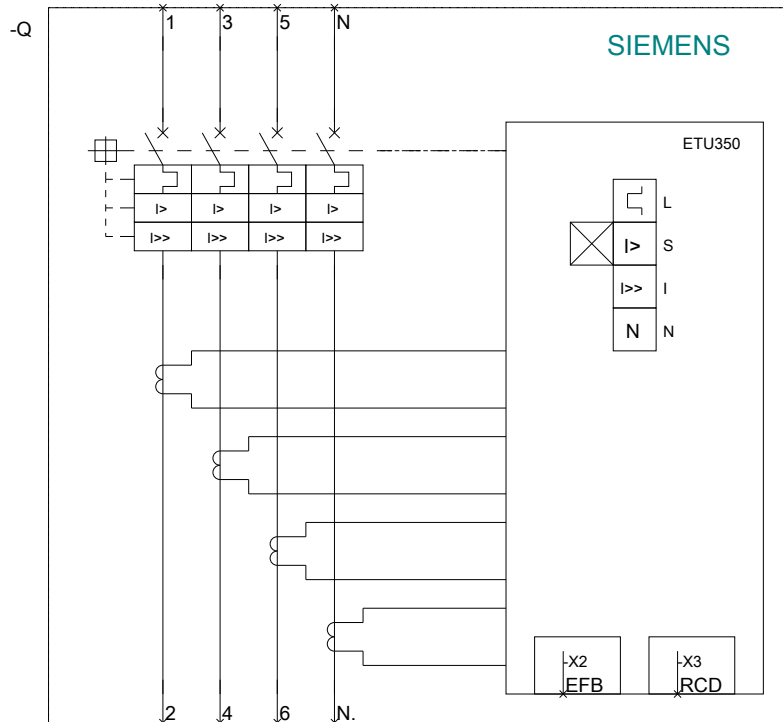 1 3 5 N
-Q
SIEMENS
ETU350
L
I> I> I> I>
I>> I>> I>> I>>
I> S
I>> I
N N
-X2
EFB
-X3
RCD
2 4 6 N.